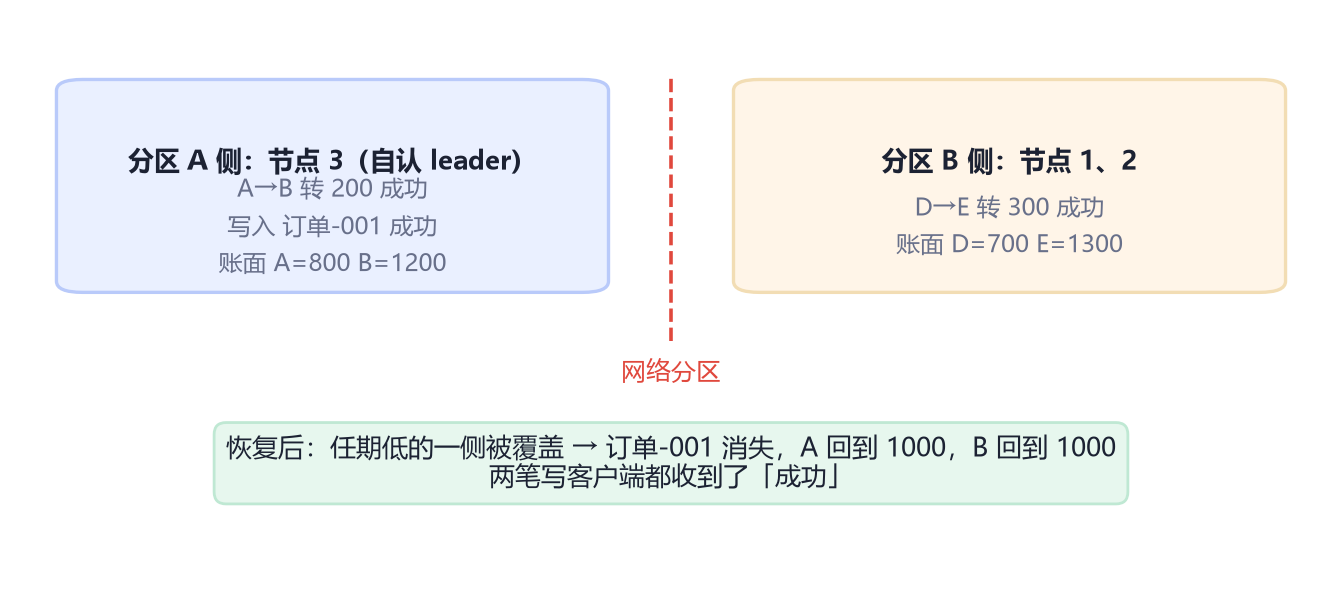 分区 A 侧：节点 3（自认 leader）
A→B 转 200 成功
写入 订单-001 成功
账面 A=800 B=1200
分区 B 侧：节点 1、2
D→E 转 300 成功
账面 D=700 E=1300
网络分区
恢复后：任期低的一侧被覆盖 → 订单-001 消失，A 回到 1000，B 回到 1000
两笔写客户端都收到了「成功」